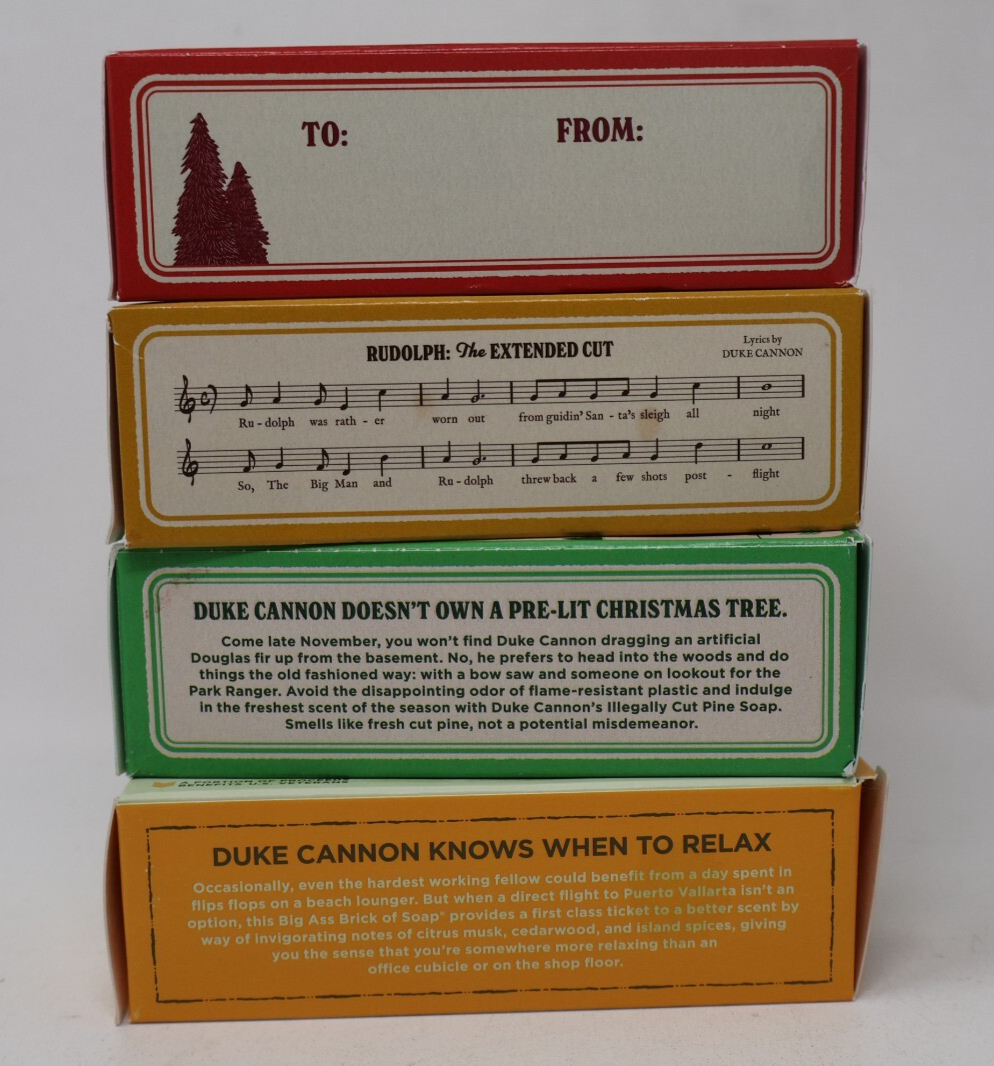 TO: FROM:
RUDOLPH: The EXTENDED CUT
Lyrics by
DUKE CANNON
Ru - dolph was rath - er worn out from guidin' San - ta's sleigh all night
So, The Big Man and Ru - dolph threw back a few shots post - flight
DUKE CANNON DOESN'T OWN A PRE-LIT CHRISTMAS TREE.
Come late November, you won't find Duke Cannon dragging an artificial
Douglas fir up from the basement. No, he prefers to head into the woods and do
things the old fashioned way: with a bow saw and someone on lookout for the
Park Ranger. Avoid the disappointing odor of flame-resistant plastic and indulge
in the freshest scent of the season with Duke Cannon's Illegally Cut Pine Soap.
Smells like fresh cut pine, not a potential misdemeanor.
A PORTION OF PROCEEDS
BENEFITS U.S. VETERANS
DUKE CANNON KNOWS WHEN TO RELAX
Occasionally, even the hardest working fellow could benefit from a day spent in
flips flops on a beach lounger. But when a direct flight to Puerto Vallarta isn't an
option, this Big Ass Brick of Soap® provides a first class ticket to a better scent by
way of invigorating notes of citrus musk, cedarwood, and island spices, giving
you the sense that you're somewhere more relaxing than an
office cubicle or on the shop floor.